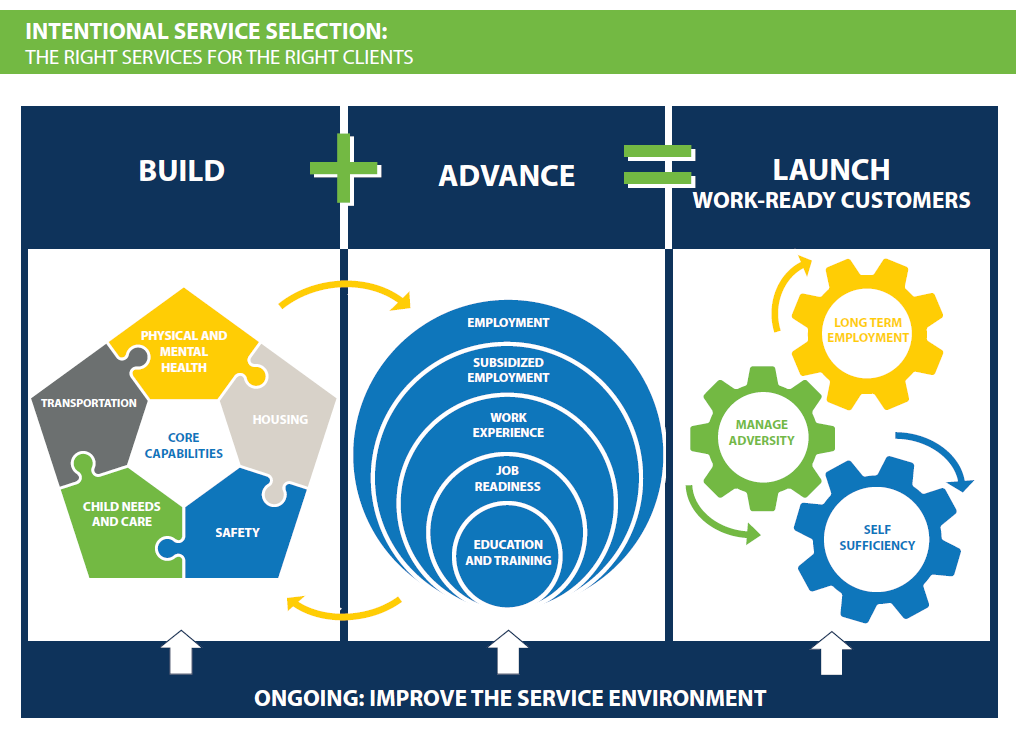 INTENTIONAL SERVICE SELECTION:
THE RIGHT SERVICES FOR THE RIGHT CLIENTS
BUILD
ADVANCE
LAUNCH
WORK-READY CUSTOMERS
PHYSICAL AND
MENTAL
HEALTH
TRANSPORTATION
HOUSING
CORE
CAPABILITIES
CHILD NEEDS
AND CARE
SAFETY
EMPLOYMENT
SUBSIDIZED
EMPLOYMENT
WORK
EXPERIENCE
JOB
READINESS
EDUCATION
AND TRAINING
LONG TERM
EMPLOYMENT
MANAGE
ADVERSITY
SELF
SUFFICIENCY
ONGOING: IMPROVE THE SERVICE ENVIRONMENT